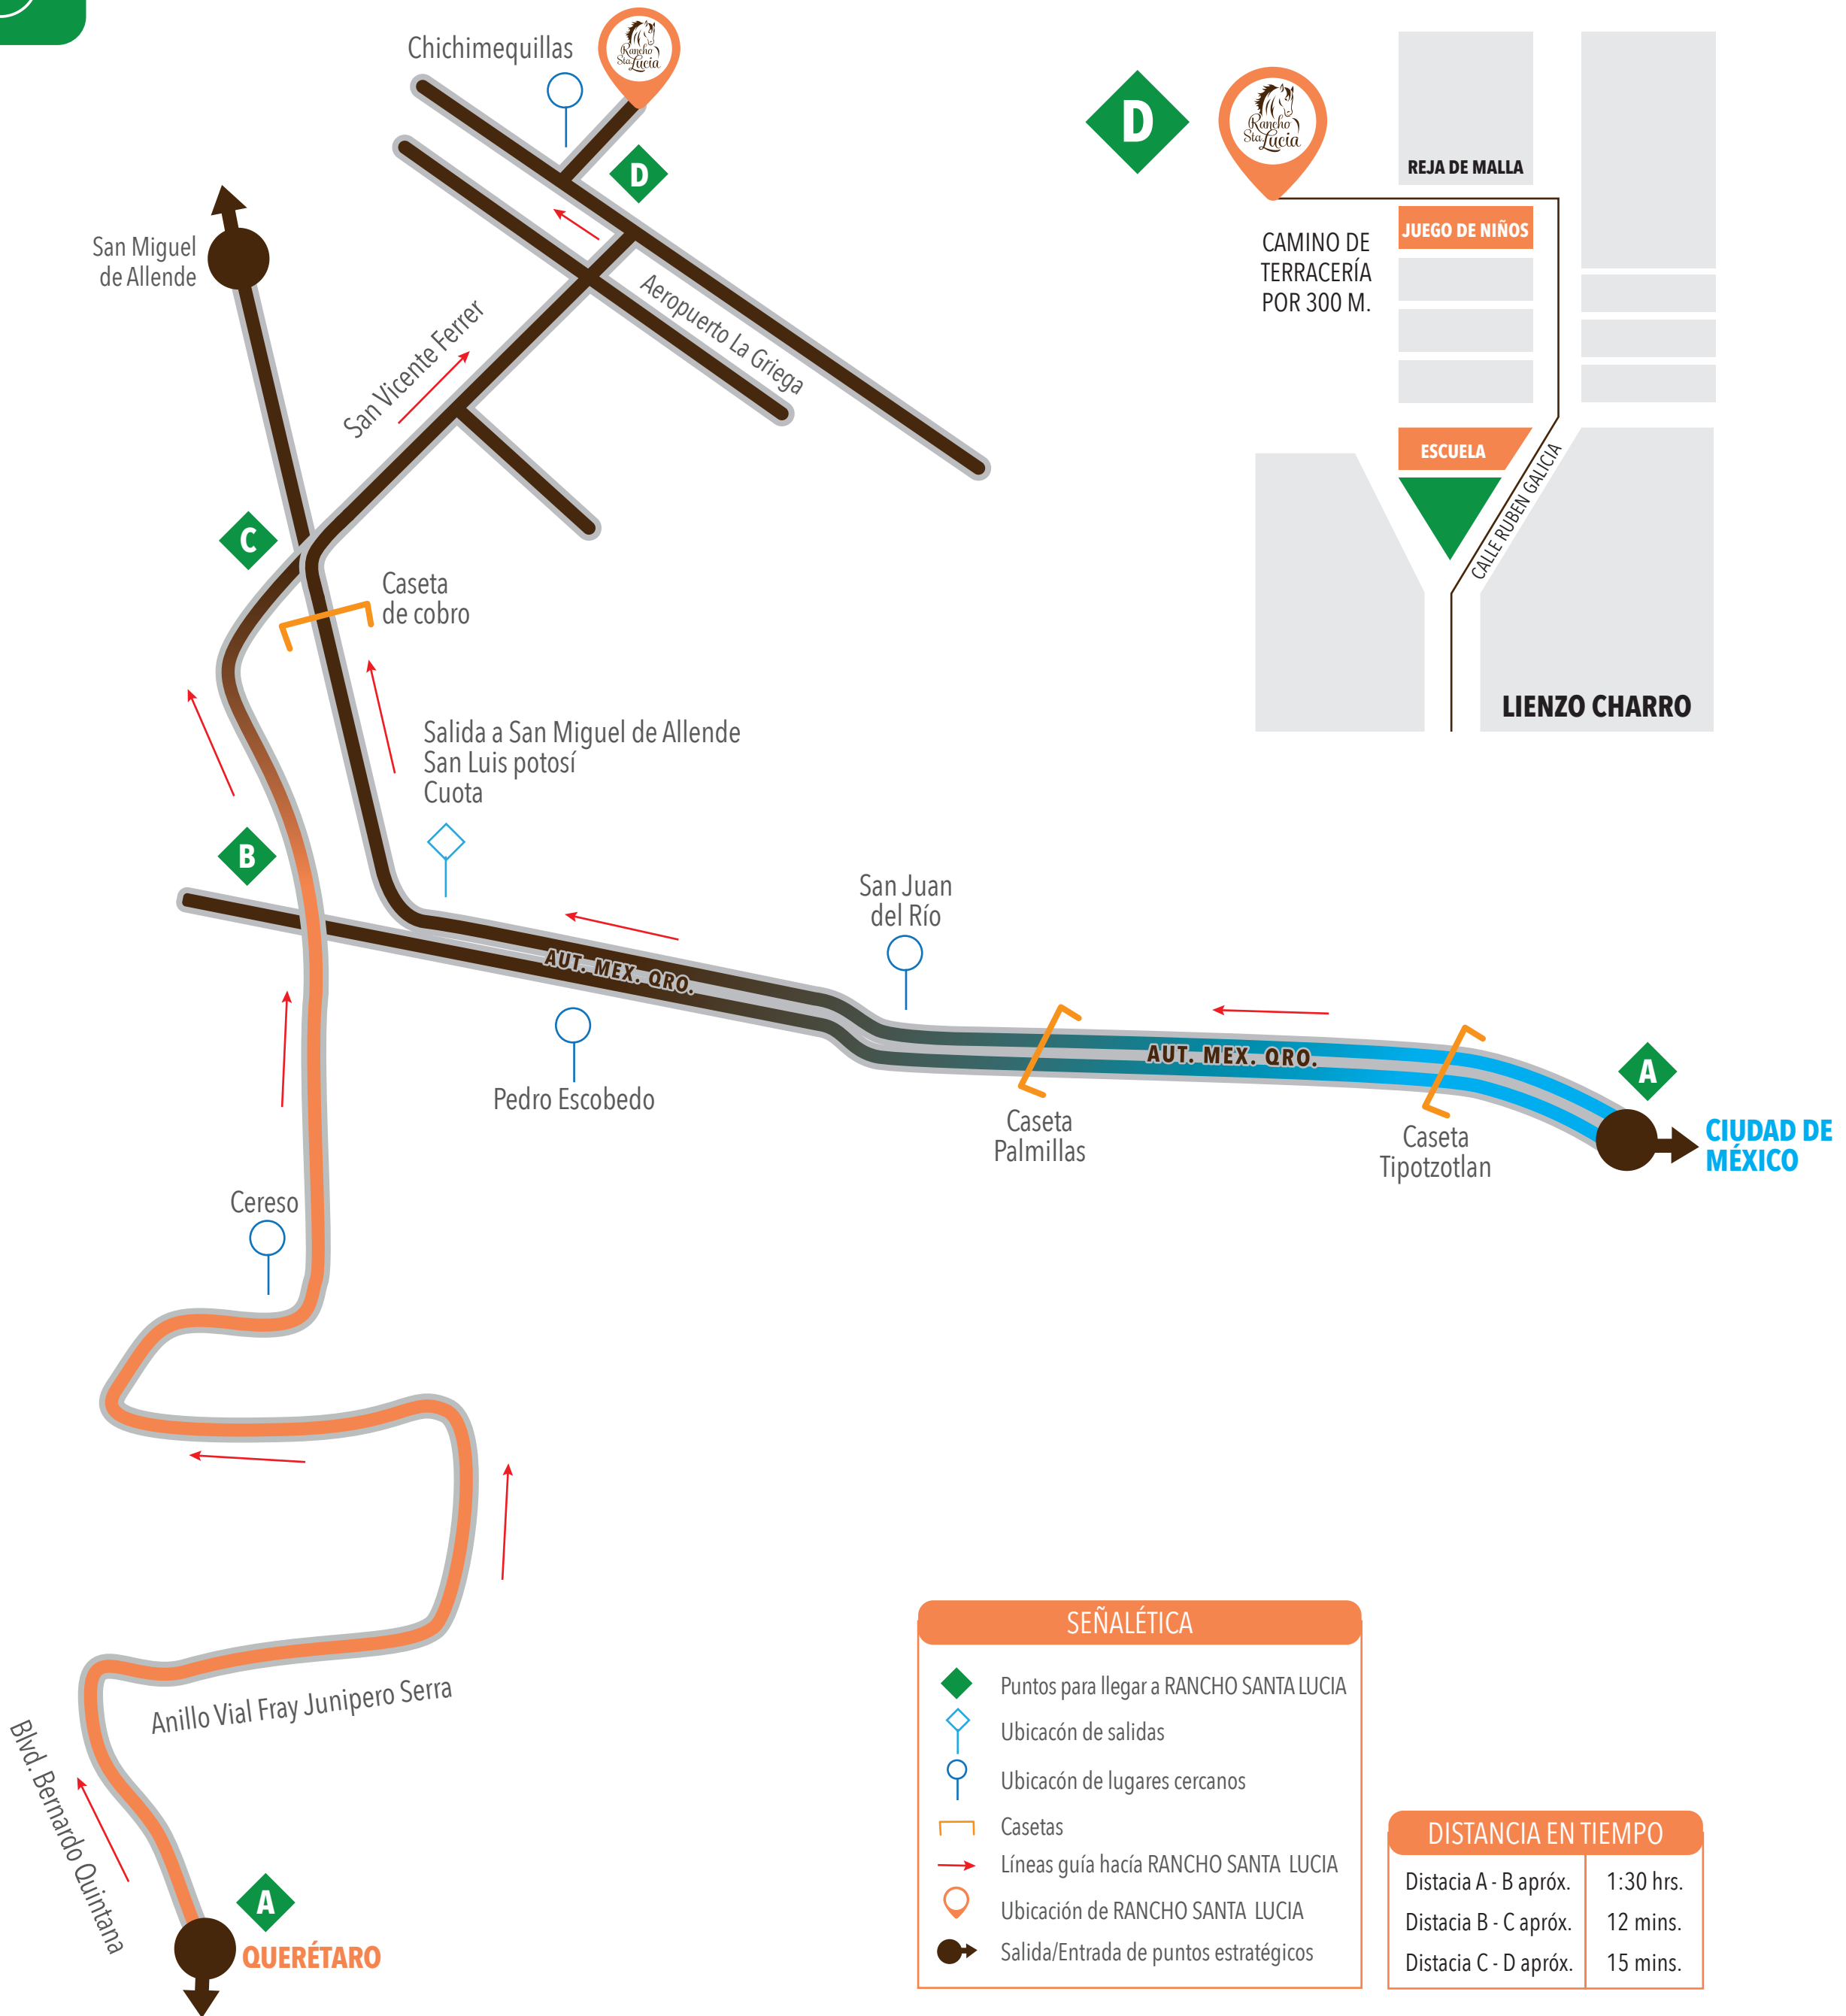 Chichimequillas
Rancho
Sta. Lucia
D
San Miguel
de Allende
San Vicente Ferrer
Aeropuerto La Griega
C
Caseta
de cobro
Salida a San Miguel de Allende
San Luis potosí
Cuota
B
AUT. MEX. QRO.
San Juan
del Río
Pedro Escobedo
AUT. MEX. QRO.
Caseta
Palmillas
Caseta
Tipotzotlan
A
CIUDAD DE
MÉXICO
Cereso
Anillo Vial Fray Junipero Serra
Blvd. Bernardo Quintana
A
QUERÉTARO
D
Rancho
Sta. Lucia
REJA DE MALLA
JUEGO DE NIÑOS
CAMINO DE
TERRACERÍA
POR 300 M.
ESCUELA
CALLE RUBEN GALICIA
LIENZO CHARRO
SEÑALÉTICA
Puntos para llegar a RANCHO SANTA LUCIA
Ubicacón de salidas
Ubicacón de lugares cercanos
Casetas
Líneas guía hacía RANCHO SANTA LUCIA
Ubicación de RANCHO SANTA LUCIA
Salida/Entrada de puntos estratégicos
DISTANCIA EN TIEMPO
Distacia A - B apróx. 1:30 hrs.
Distacia B - C apróx. 12 mins.
Distacia C - D apróx. 15 mins.